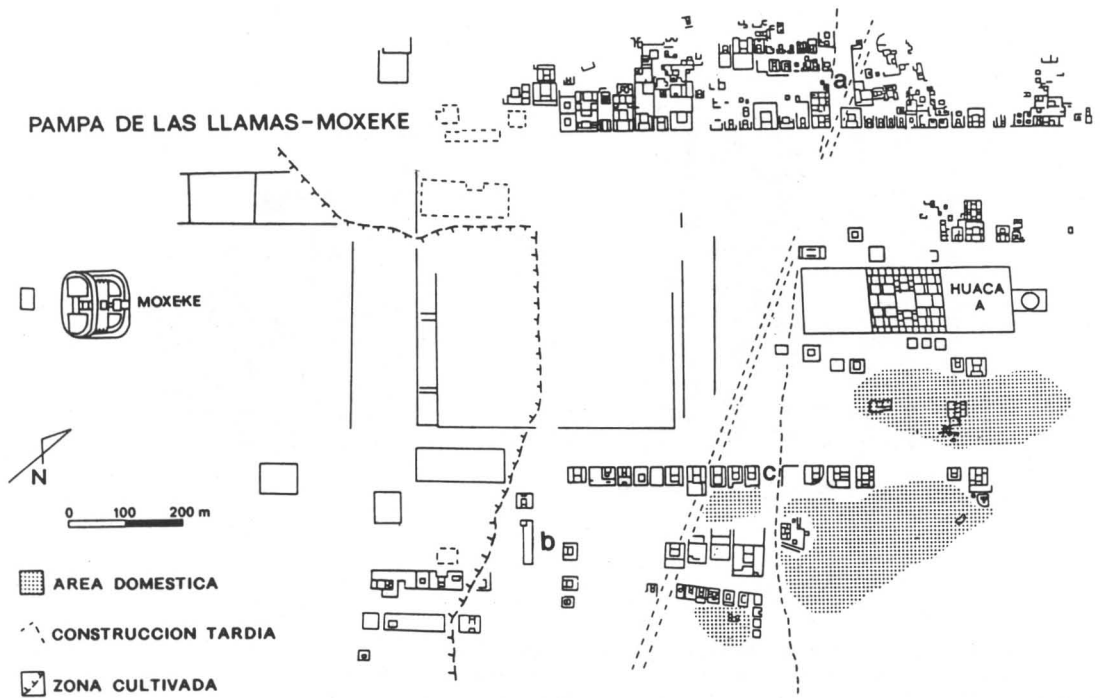 a
PAMPA DE LAS LLAMAS-MOXEKE
MOXEKE
HUACA
A
N
c
0 100 200 m
b
AREA DOMESTICA
CONSTRUCCION TARDIA
ZONA CULTIVADA